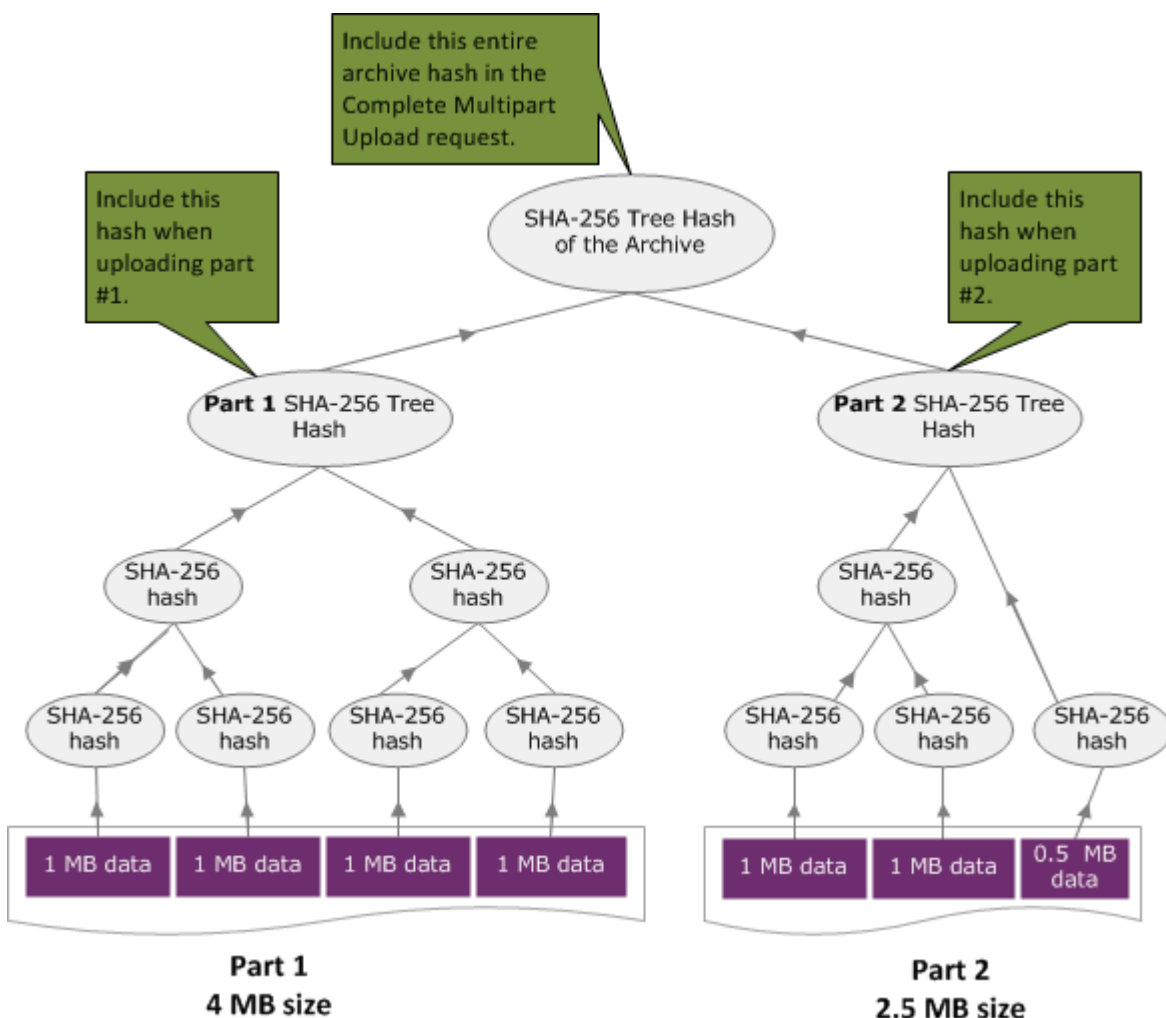 Include this entire
archive hash in the
Complete Multipart
Upload request.
Include this
hash when
uploading part
#1.
Include this
hash when
uploading part
#2.
SHA-256 Tree Hash
of the Archive
Part 1 SHA-256 Tree
Hash
Part 2 SHA-256 Tree
Hash
SHA-256
hash
SHA-256
hash
SHA-256
hash
SHA-256
hash
SHA-256
hash
SHA-256
hash
SHA-256
hash
SHA-256
hash
SHA-256
hash
SHA-256
hash
1 MB data
1 MB data
1 MB data
1 MB data
1 MB data
1 MB data
0.5 MB
data
Part 1
4 MB size
Part 2
2.5 MB size